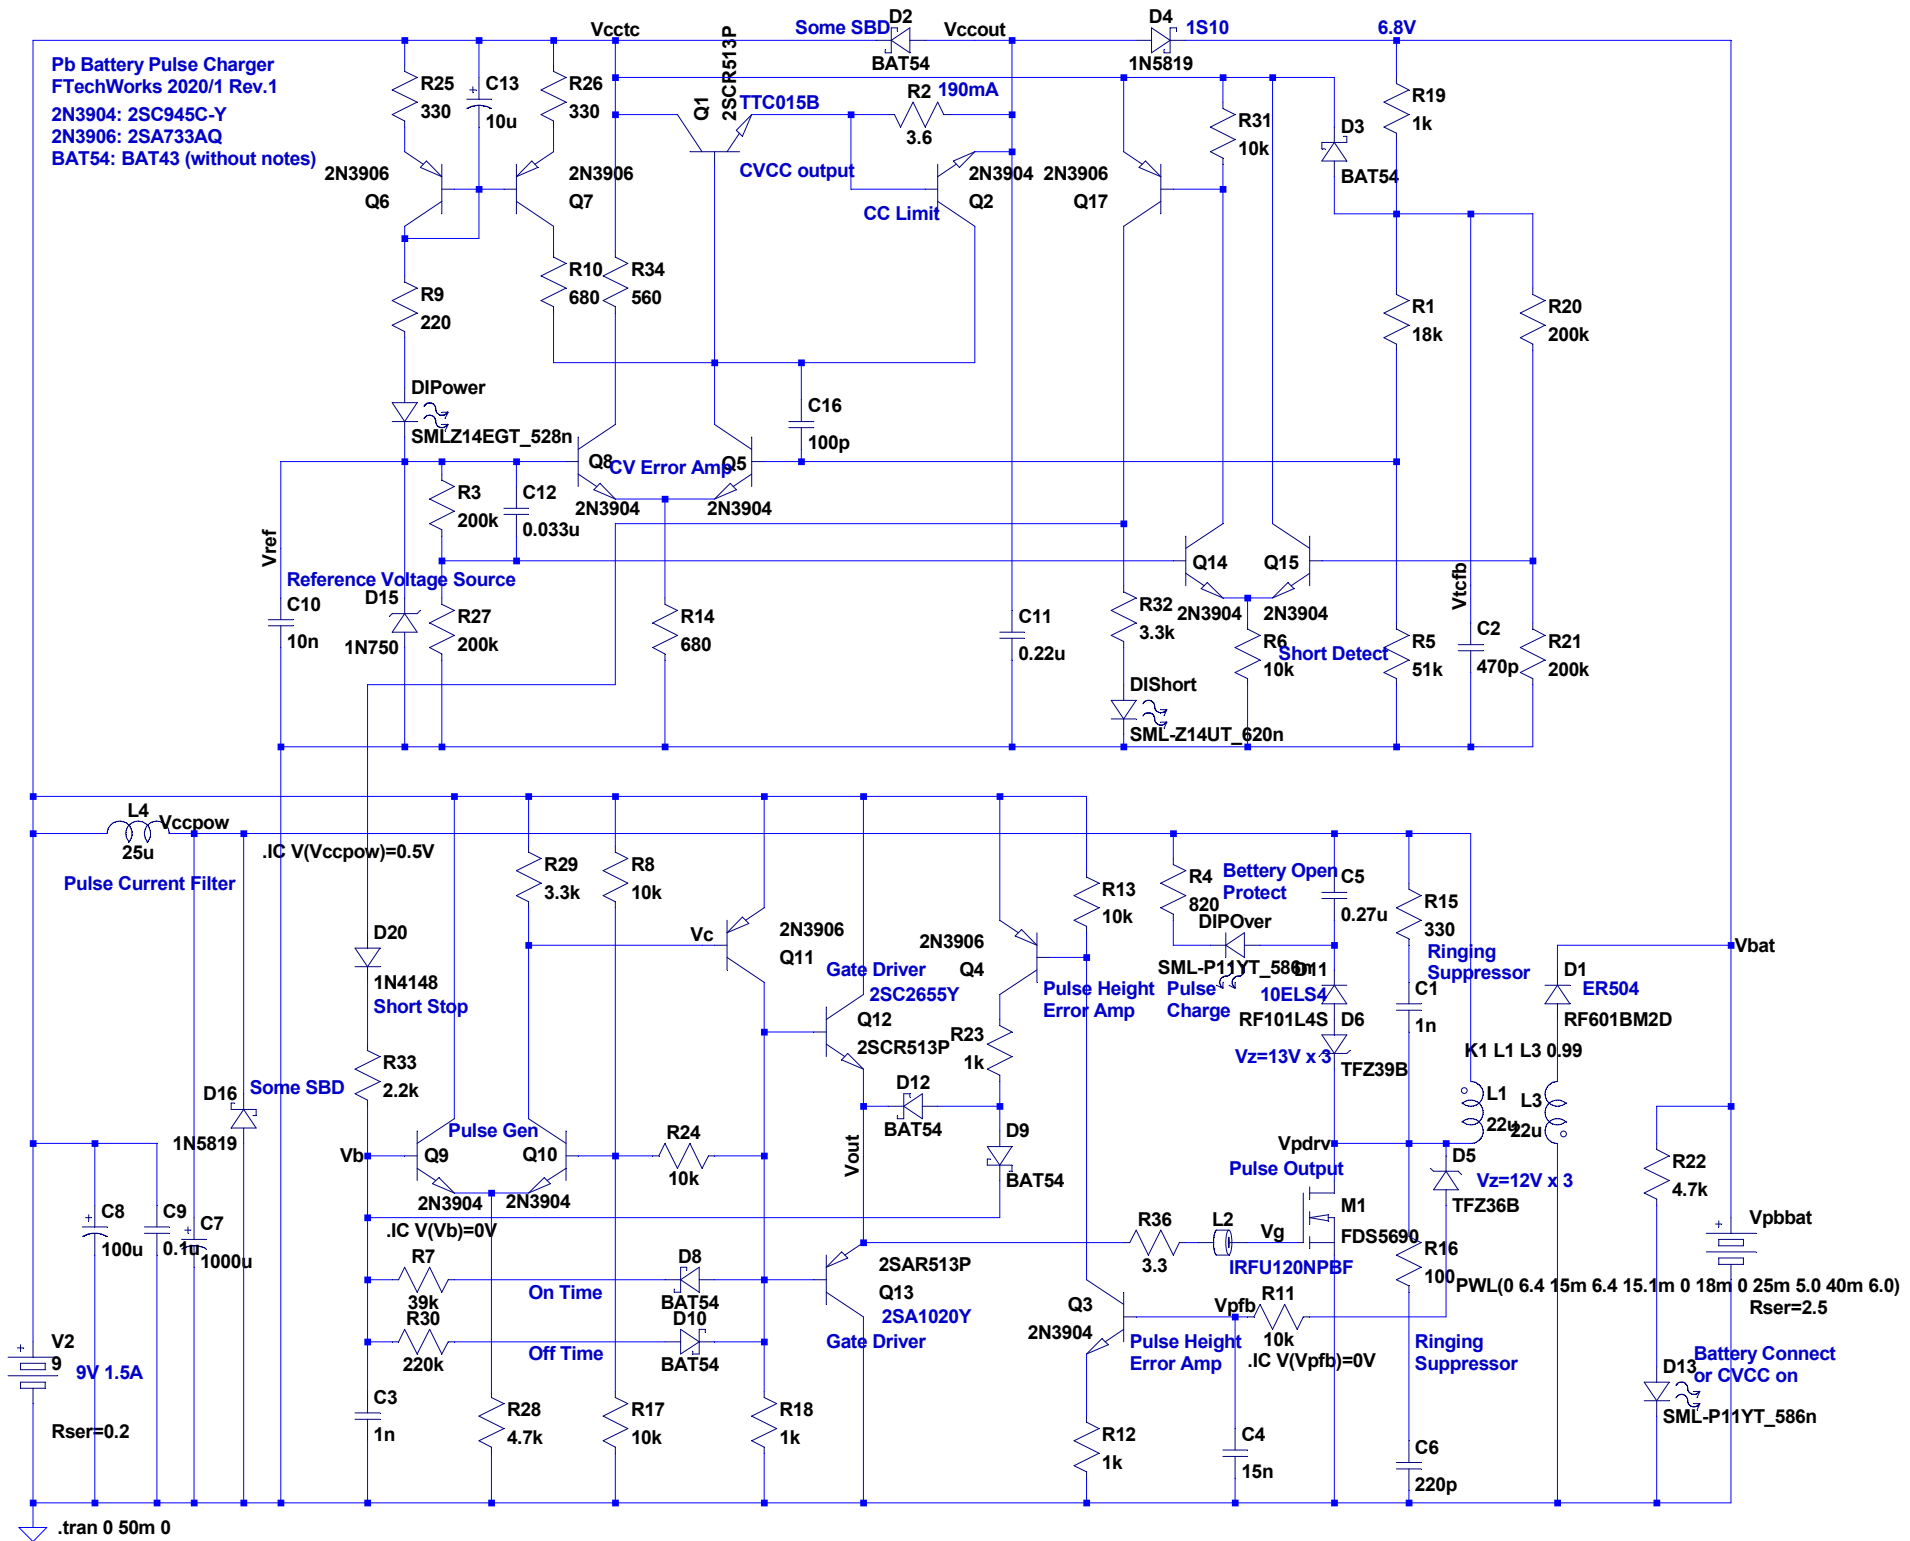 D2
D4
Vcctc
Some SBD
Vccout
1S10
6.8V
BAT54
1N5819
Pb Battery Pulse Charger
FTechWorks 2020/1 Rev.1
2N3904: 2SC945C-Y
2N3906: 2SA733AQ
BAT54: BAT43 (without notes)
R25
330
C13
10u
R26
330
Q1
2SCR513P
TTC015B
R2
190mA
3.6
R31
10k
D3
BAT54
R19
1k
2N3906
Q6
2N3906
Q7
CVCC output
CC Limit
2N3904
Q2
2N3906
Q17
R9
220
R10
680
R34
560
R1
18k
R20
200k
DIPower
SMLZ14EGT_528n
C16
100p
Q8
CV Error Amp
Q5
2N3904
2N3904
R3
200k
C12
0.033u
Vref
Reference Voltage Source
C10
10n
D15
1N750
R27
200k
R14
680
C11
0.22u
Q14
Q15
2N3904
2N3904
R32
3.3k
R6
10k
Short Detect
R5
51k
Vtcfb
C2
470p
R21
200k
DIShort
SML-Z14UT_620n
L4
Vccpow
25u
.IC V(Vccpow)=0.5V
Pulse Current Filter
R29
3.3k
R8
10k
Vc
2N3906
Q11
2N3906
Q4
R13
10k
R4
820
Bettery Open
Protect
C5
0.27u
R15
330
DIPOver
SML-P11YT_586n
Pulse
Charge
D11
10ELS4
RF101L4S
D6
Vz=13V x 3
TFZ39B
Ringing
Suppressor
C1
1n
Vbat
D1
ER504
RF601BM2D
D20
1N4148
Short Stop
Gate Driver
2SC2655Y
Q12
2SCR513P
R23
1k
Pulse Height
Error Amp
K1 L1 L3 0.99
L1
22u
L3
22u
D16
Some SBD
1N5819
R33
2.2k
D12
BAT54
D9
BAT54
Vb
Pulse Gen
Q9
Q10
R24
10k
Vout
2N3904
2N3904
.IC V(Vb)=0V
Vpdrv
Pulse Output
D5
Vz=12V x 3
TFZ36B
R22
4.7k
C8
100u
C9
0.1u
C7
1000u
R7
39k
On Time
D8
BAT54
R30
220k
Off Time
D10
BAT54
2SAR513P
Q13
2SA1020Y
Gate Driver
R36
3.3
L2
Vg
M1
FDS5690
IRFU120NPBF
R16
100
Vpbbat
PWL(0 6.4 15m 6.4 15.1m 0 18m 0 25m 5.0 40m 6.0)
Rser=2.5
Q3
2N3904
Vpfb
R11
10k
Pulse Height
Error Amp
.IC V(Vpfb)=0V
Ringing
Suppressor
Battery Connect
or CVCC on
D13
SML-P11YT_586n
V2
9
9V 1.5A
Rser=0.2
C3
1n
R28
4.7k
R17
10k
R18
1k
R12
1k
C4
15n
C6
220p
.tran 0 50m 0